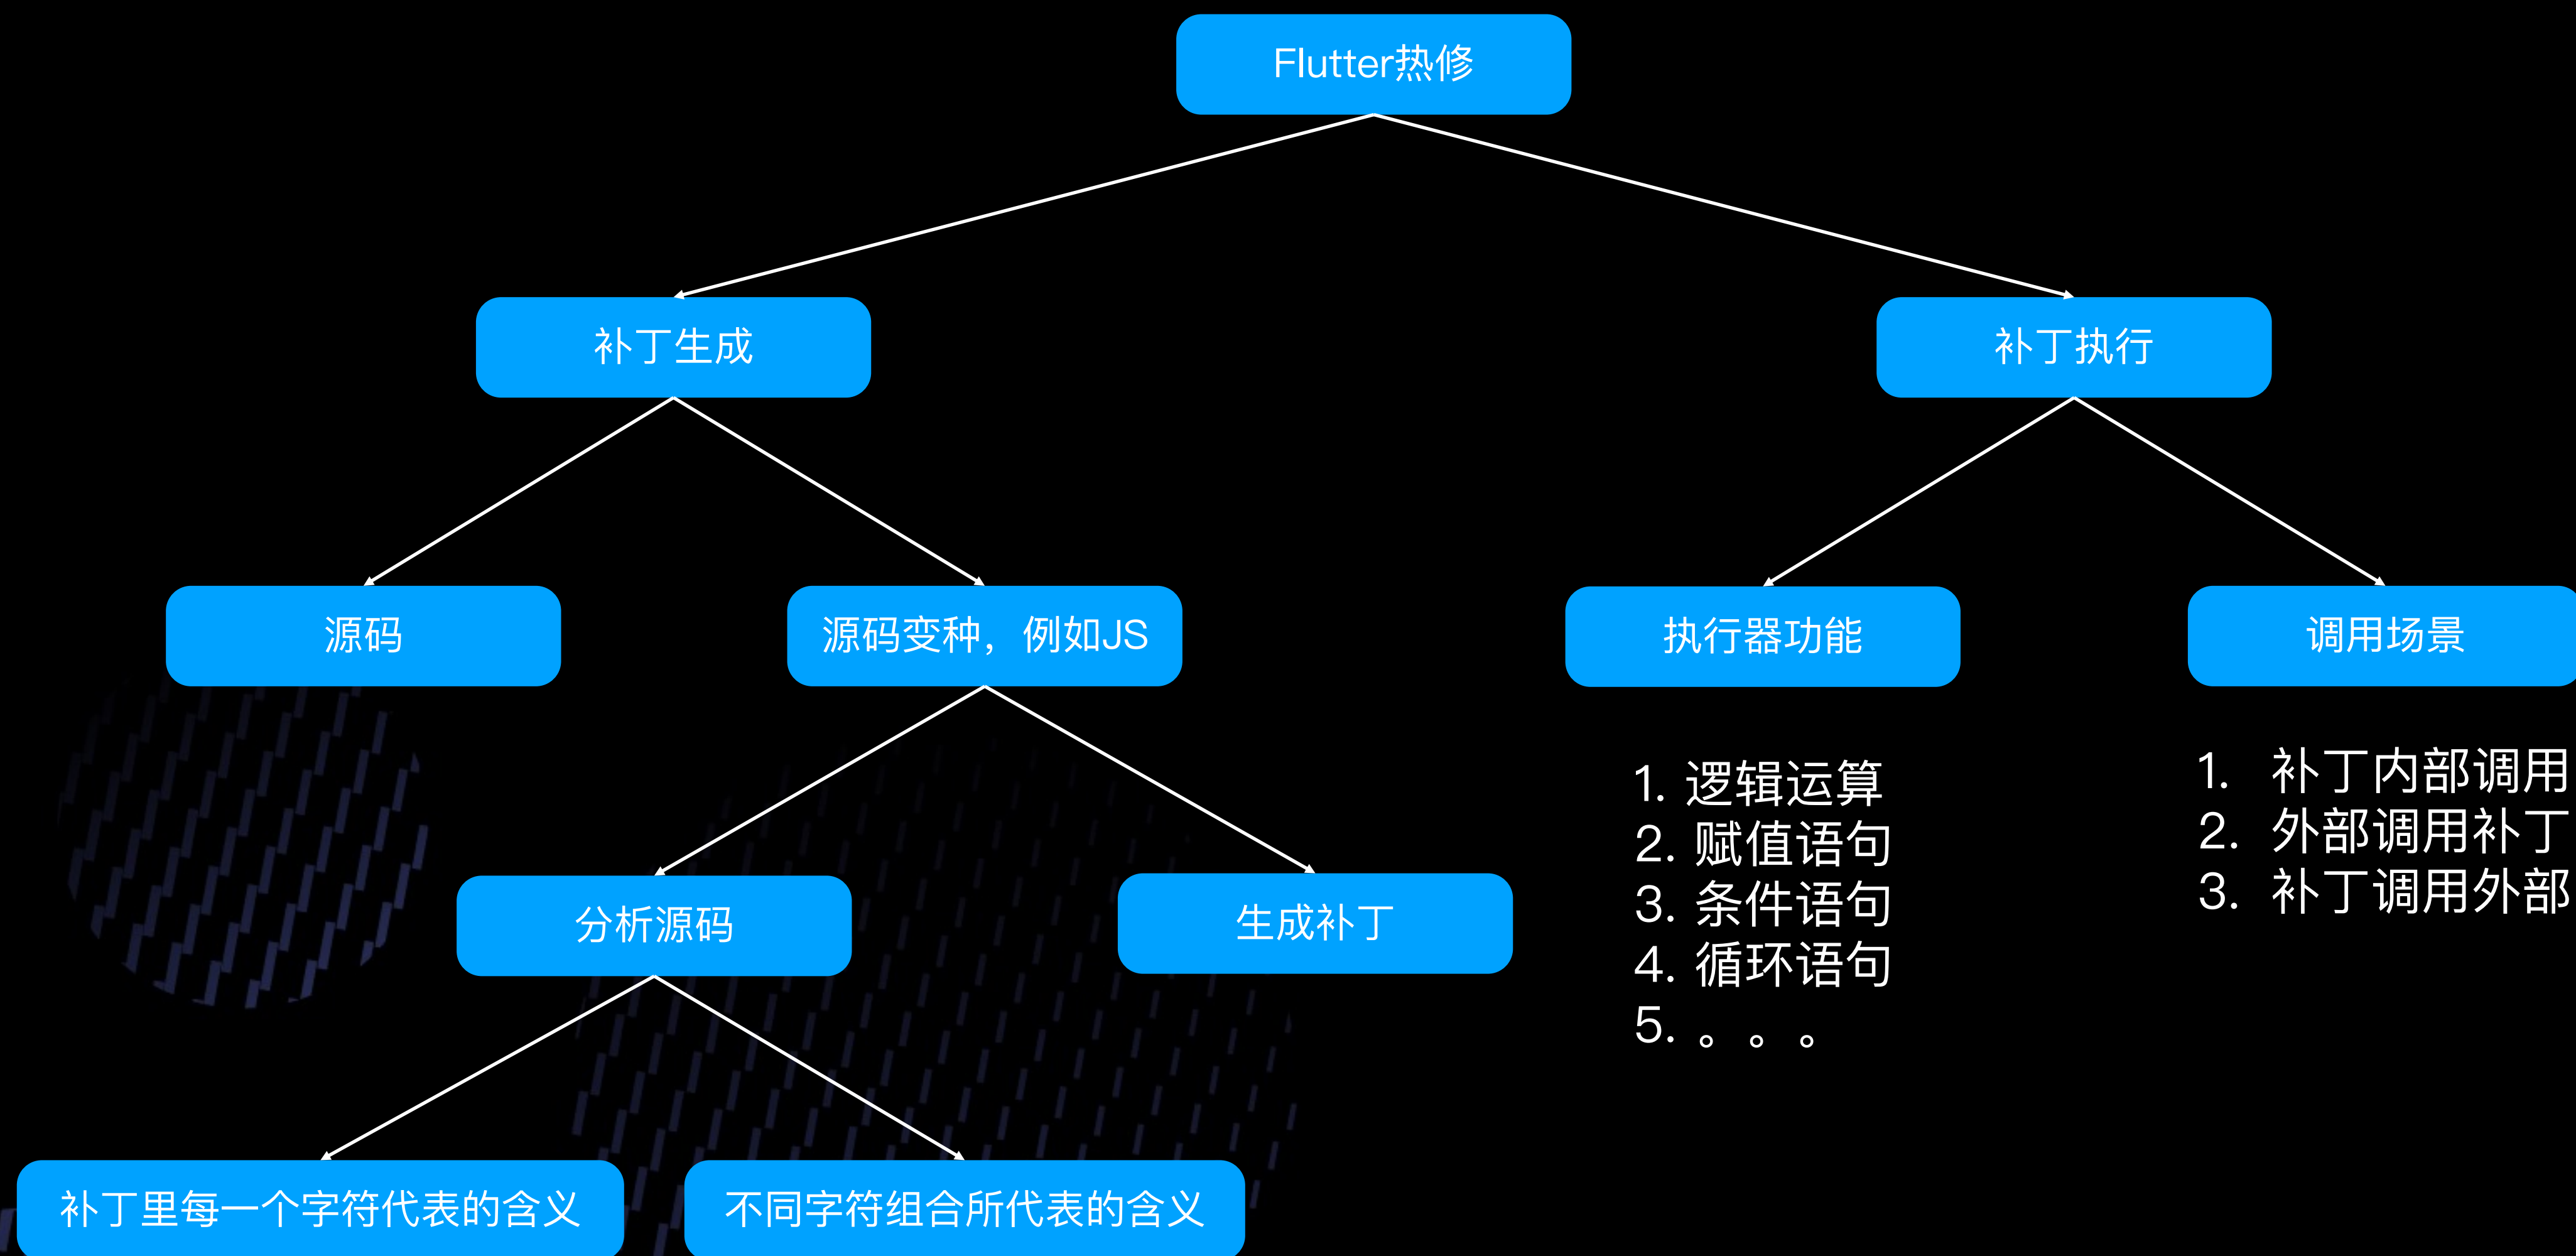 Flutter热修
补丁生成
补丁执行
源码
源码变种，例如JS
执行器功能
调用场景
1. 逻辑运算
2. 赋值语句
3. 条件语句
4. 循环语句
5. 。。。
1. 补丁内部调用
2. 外部调用补丁
3. 补丁调用外部
分析源码
生成补丁
补丁里每一个字符代表的含义
不同字符组合所代表的含义